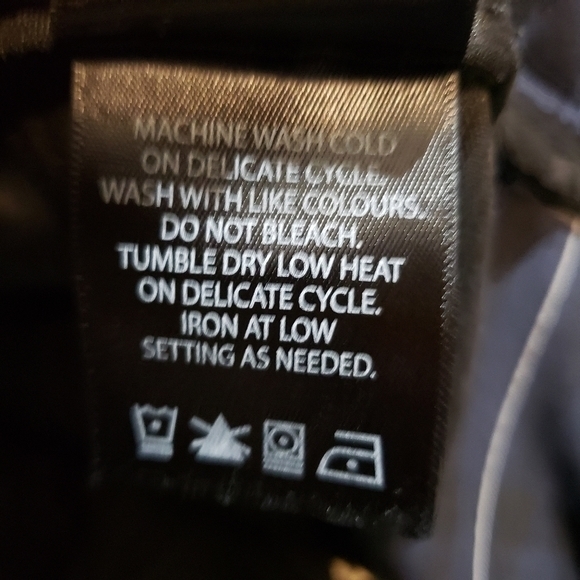 MACHINE WASH COLD
ON DELICATE CYCLE.
WASH WITH LIKE COLOURS.
DO NOT BLEACH.
TUMBLE DRY LOW HEAT
ON DELICATE CYCLE.
IRON AT LOW
SETTING AS NEEDED.